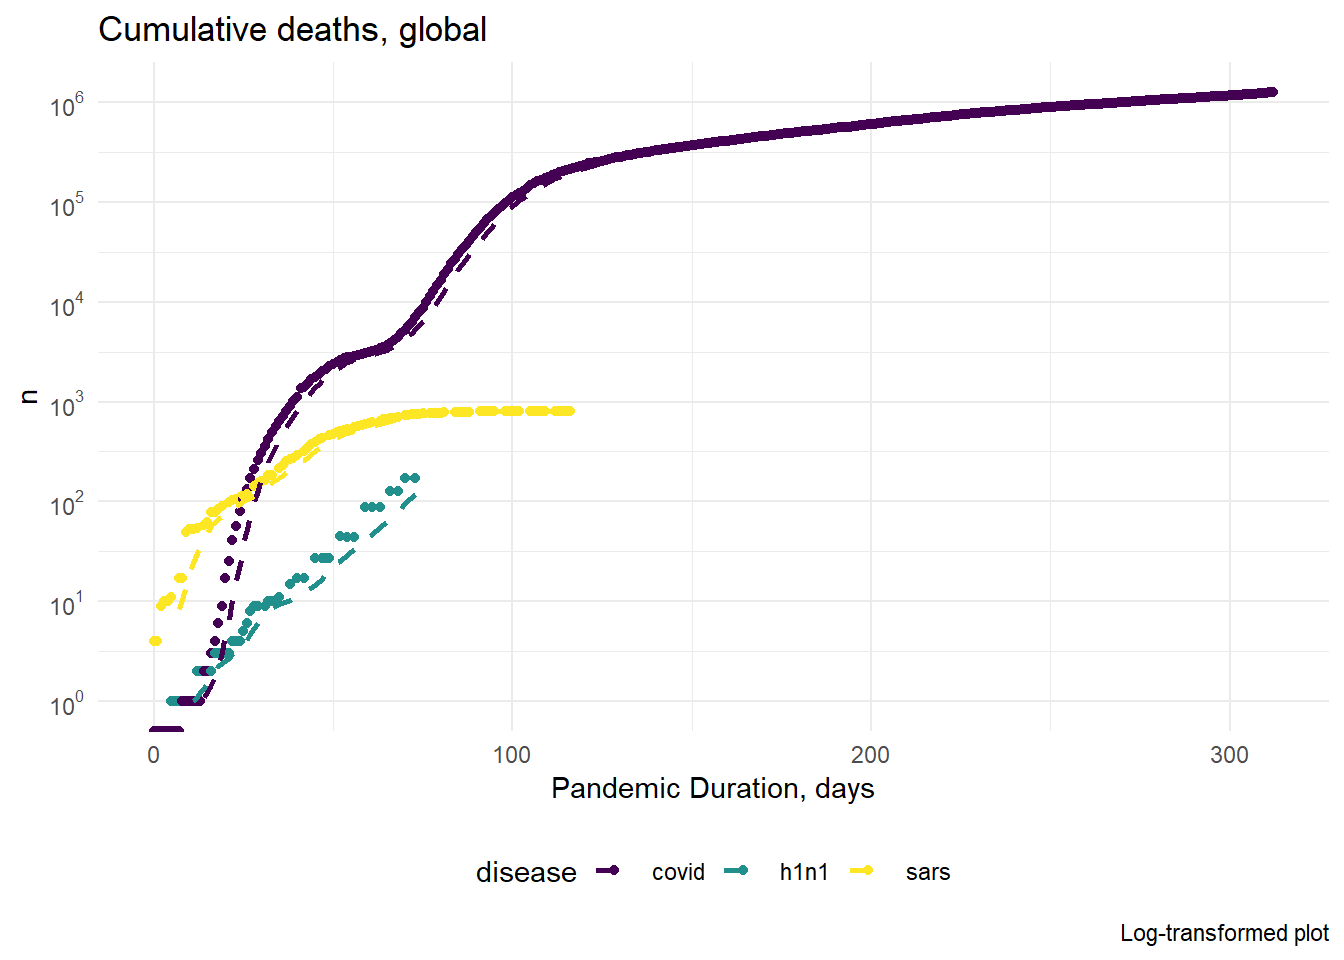 Cumulative deaths, global
10^6
10^5
10^4
10^3
10^2
10^1
10^0
n
0 100 200 300
Pandemic Duration, days
disease covid h1n1 sars
Log-transformed plot